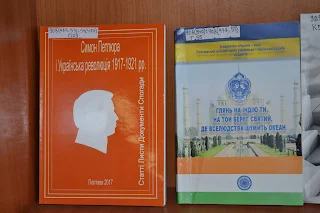 Симон Петлюра
Українська революція 1917-1921 рр.
Статті Листи Документи Спогади
Полтава 2017
ГЛЯНЬ НА ІНДІЮ ТИ,
НА ТОЙ БЕРЕГ СВЯТИЙ,
ДЕ ВСЕЛЮДСТВА ШУМИТЬ ОКЕАН